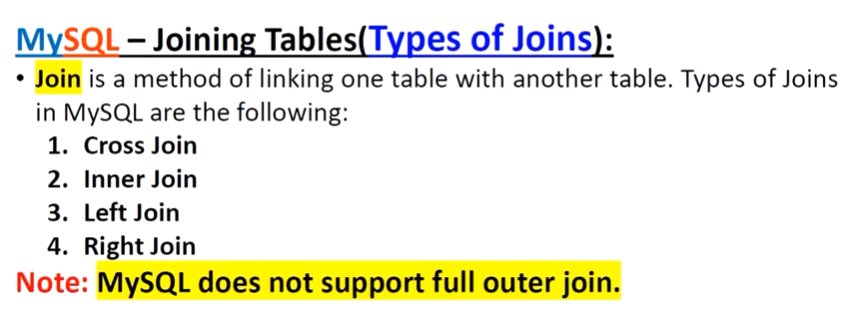 MySQL – Joining Tables(Types of Joins):
• Join is a method of linking one table with another table. Types of Joins
in MySQL are the following:
1. Cross Join
2. Inner Join
3. Left Join
4. Right Join
Note: MySQL does not support full outer join.